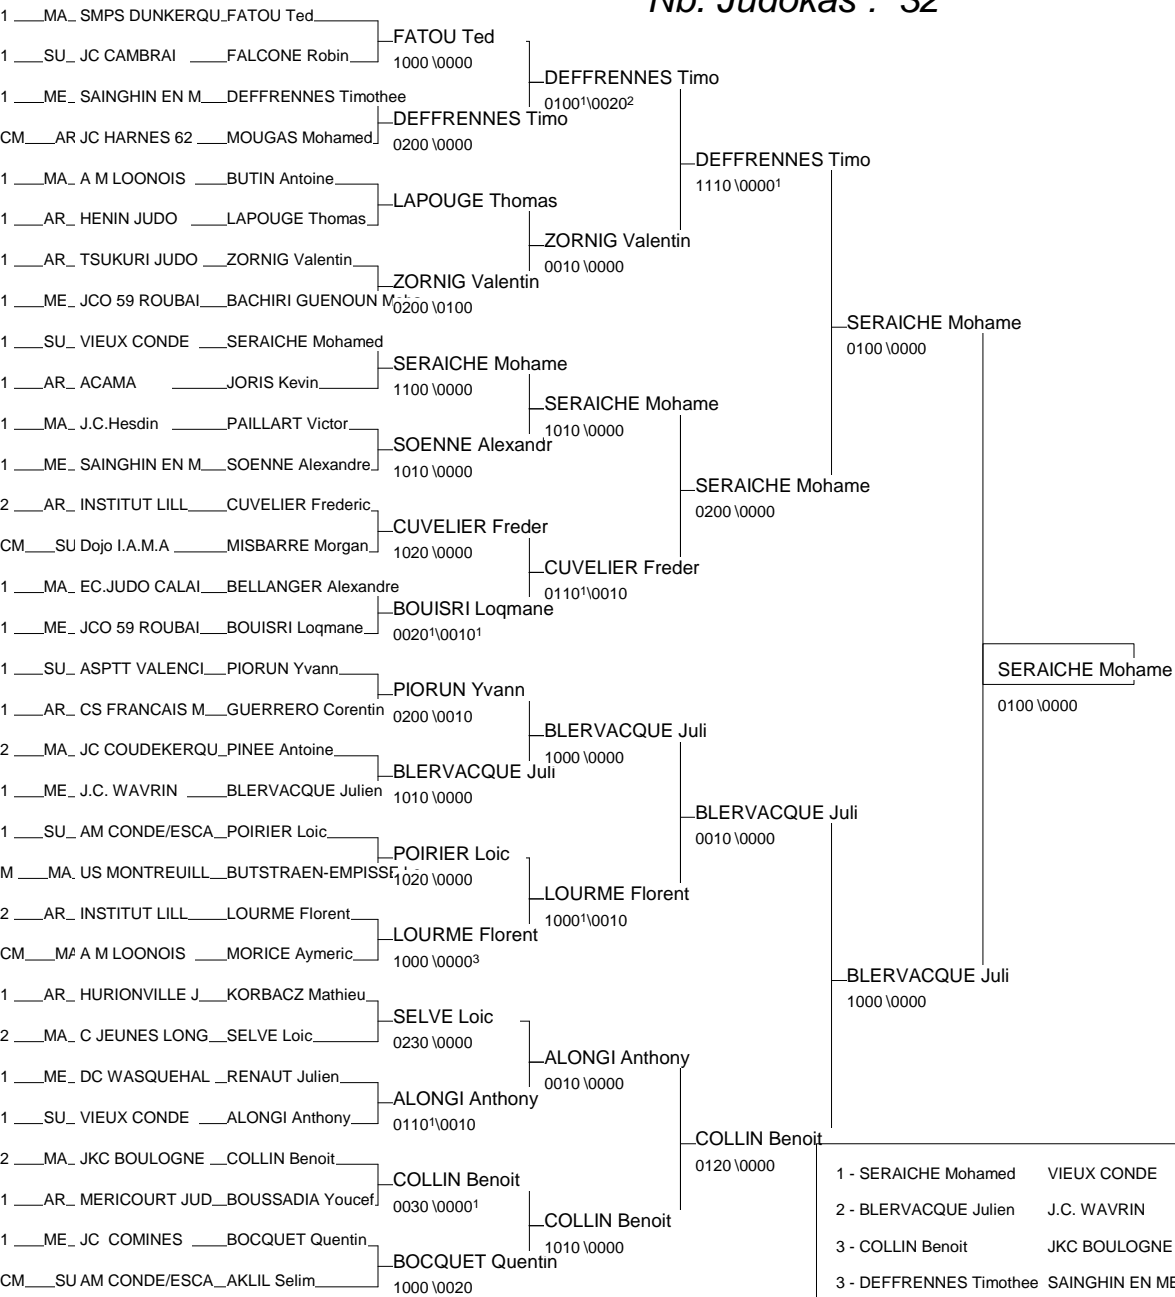 Nb. Judokas : 32
1 MA SMPS DUNKERQU FATOU Ted
1 SU JC CAMBRAI FALCONE Robin
1 ME SAINGHIN EN M DEFFRENNES Timothee
CM AR JC HARNES 62 MOUGAS Mohamed
1 MA A M LOONOIS BUTIN Antoine
1 AR HENIN JUDO LAPOUGE Thomas
1 AR TSUKURI JUDO ZORNIG Valentin
1 ME JCO 59 ROUBAI BACHIRI GUENOUN
1 SU VIEUX CONDE SERAICHE Mohamed
1 AR ACAMA JORIS Kevin
1 MA J.C.Hesdin PAILLART Victor
1 ME SAINGHIN EN M SOENNE Alexandre
2 AR INSTITUT LILL CUVELIER Frederic
CM SU Dojo I.A.M.A MISBARRE Morgan
1 MA EC.JUDO CALAI BELLANGER Alexandre
1 ME JCO 59 ROUBAI BOUISRI Loqmane
1 SU ASPTT VALENCI PIORUN Yvann
1 AR CS FRANCAIS M GUERRERO Corentin
2 MA JC COUDEKERQU PINEE Antoine
1 ME J.C. WAVRIN BLERVACQUE Julien
1 SU AM CONDE/ESCA POIRIER Loic
M MA US MONTREUILL BUTSTRAEN-EMPISSE
2 AR INSTITUT LILL LOURME Florent
CM MA A M LOONOIS MORICE Aymeric
1 AR HURIONVILLE J KORBACZ Mathieu
2 MA C JEUNES LONG SELVE Loic
1 ME DC WASQUEHAL RENAUT Julien
1 SU VIEUX CONDE ALONGI Anthony
2 MA JKC BOULOGNE COLLIN Benoit
1 AR MERICOURT JUD BOUSSADIA Youcef
1 ME JC COMINES BOCQUET Quentin
CM SU AM CONDE/ESCA AKLIL Selim
FATOU Ted
1000 \0000
DEFFRENNES Timo
0200 \0000
LAPOUGE Thomas
ZORNIG Valentin
0200 \0100
SERAICHE Mohame
1100 \0000
SOENNE Alexandr
1010 \0000
CUVELIER Freder
1020 \0000
BOUISRI Loqmane
0020¹\0010¹
PIORUN Yvann
0200 \0010
BLERVACQUE Juli
1010 \0000
POIRIER Loic
1020 \0000
LOURME Florent
1000 \0000³
SELVE Loic
0230 \0000
ALONGI Anthony
0110¹\0010
COLLIN Benoit
0030 \0000¹
BOCQUET Quentin
1000 \0020
DEFFRENNES Timo
0100¹\0020²
ZORNIG Valentin
0010 \0000
SERAICHE Mohame
1010 \0000
CUVELIER Freder
0110¹\0010
BLERVACQUE Juli
1000 \0000
LOURME Florent
1000¹\0010
ALONGI Anthony
0010 \0000
COLLIN Benoit
1010 \0000
DEFFRENNES Timo
1110 \0000¹
SERAICHE Mohame
0200 \0000
BLERVACQUE Juli
0010 \0000
COLLIN Benoit
0120 \0000
SERAICHE Mohame
0100 \0000
BLERVACQUE Juli
1000 \0000
SERAICHE Mohame
0100 \0000
1 - SERAICHE Mohamed VIEUX CONDE
2 - BLERVACQUE Julien J.C. WAVRIN
3 - COLLIN Benoit JKC BOULOGNE
3 - DEFFRENNES Timothee SAINGHIN EN ME